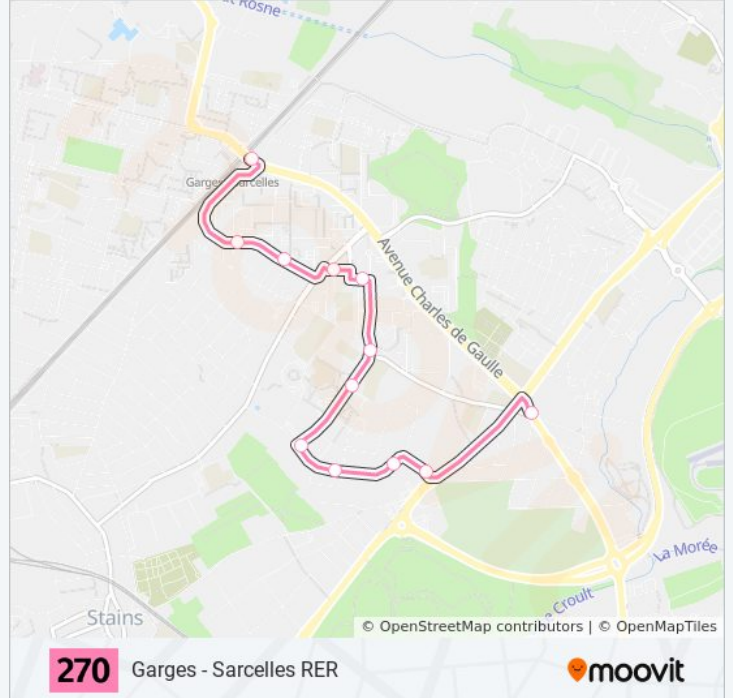 Rosne
Garges - Sarcelles
Avenue Charles de Gaulle
La Morée
Croult
Stains
© OpenStreetMap contributors | © OpenMapTiles
270 Garges - Sarcelles RER
moovit